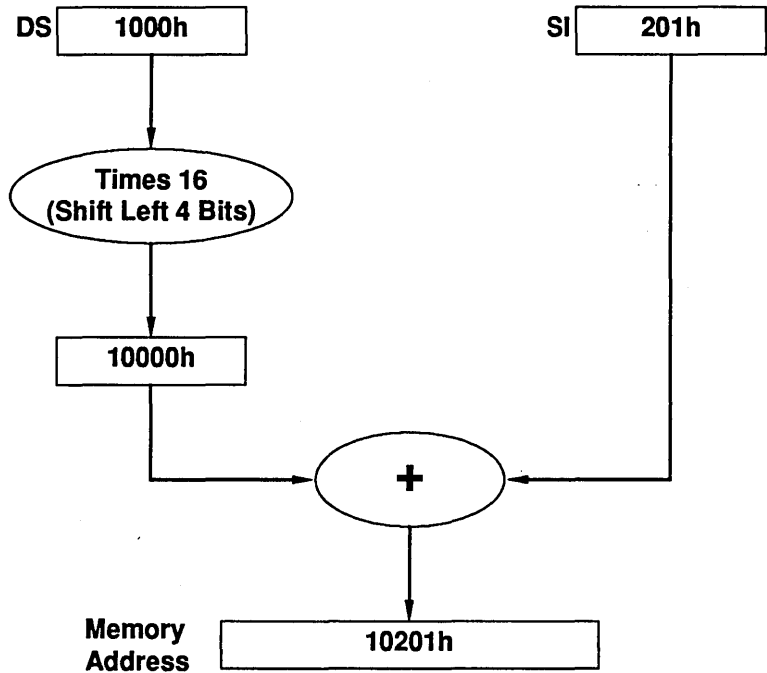 DS 1000h
SI 201h
Times 16
(Shift Left 4 Bits)
10000h
+
Memory
Address
10201h